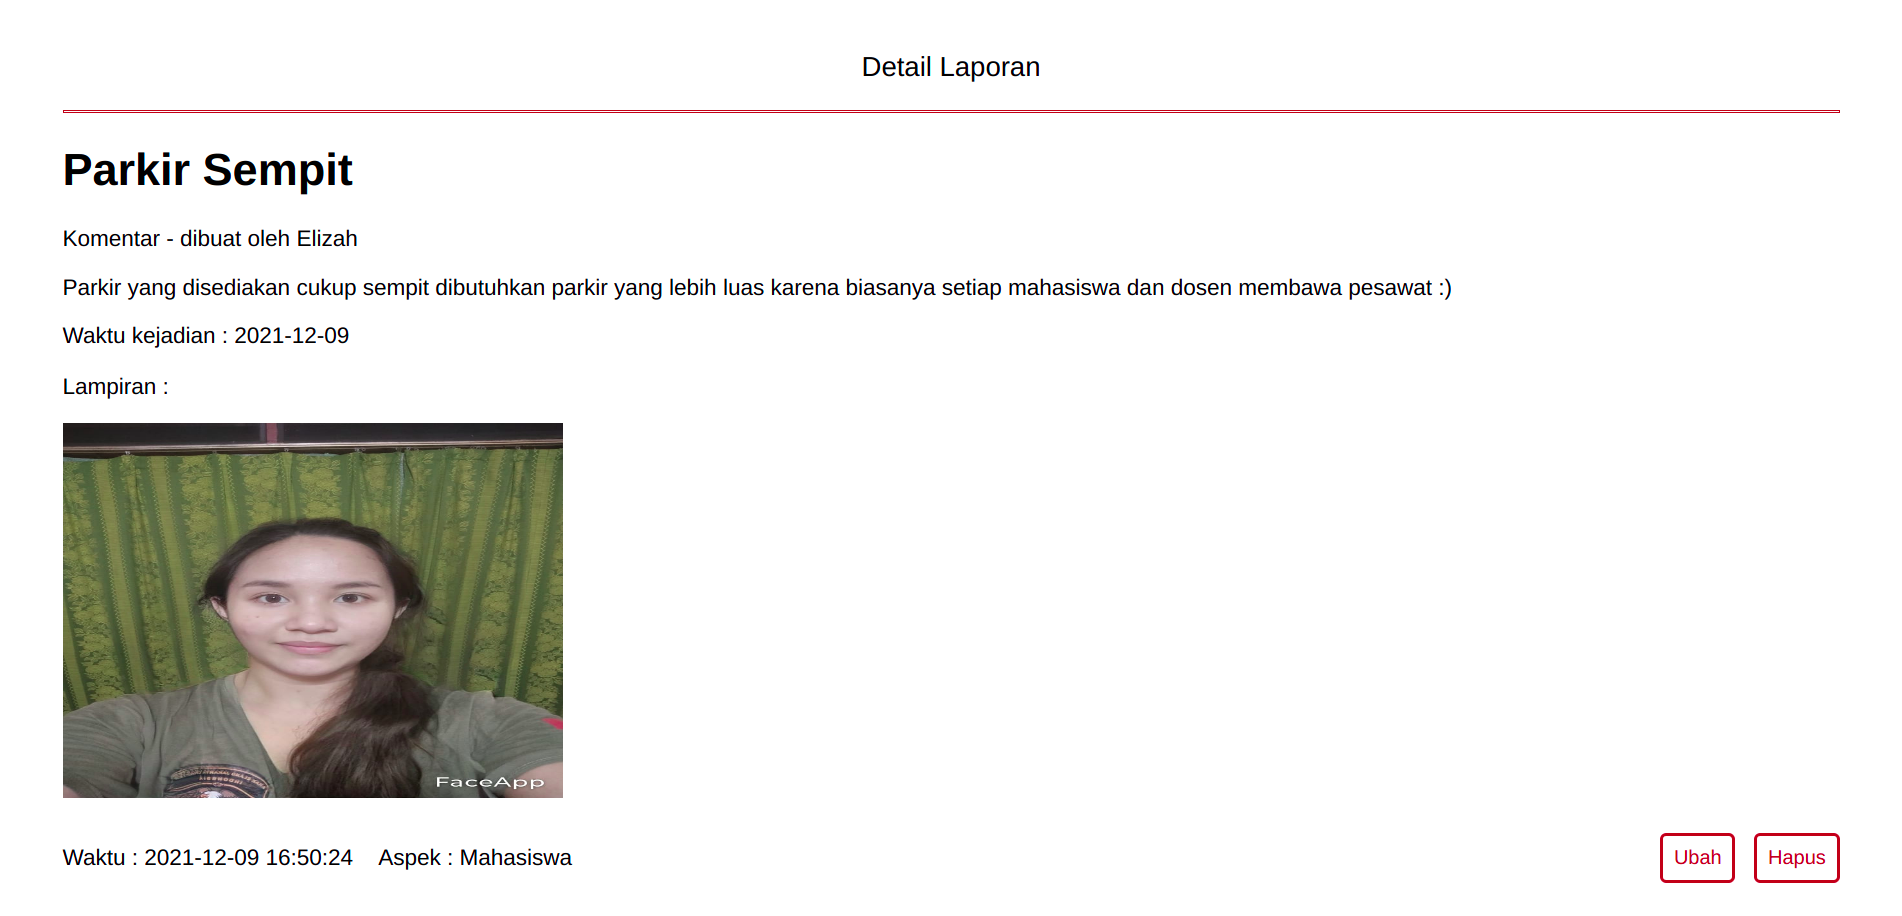 Detail Laporan
Parkir Sempit
Komentar - dibuat oleh Elizah
Parkir yang disediakan cukup sempit dibutuhkan parkir yang lebih luas karena biasanya setiap mahasiswa dan dosen membawa pesawat :)
Waktu kejadian : 2021-12-09
Lampiran :
FaceApp
Waktu : 2021-12-09 16:50:24 Aspek : Mahasiswa
Ubah Hapus